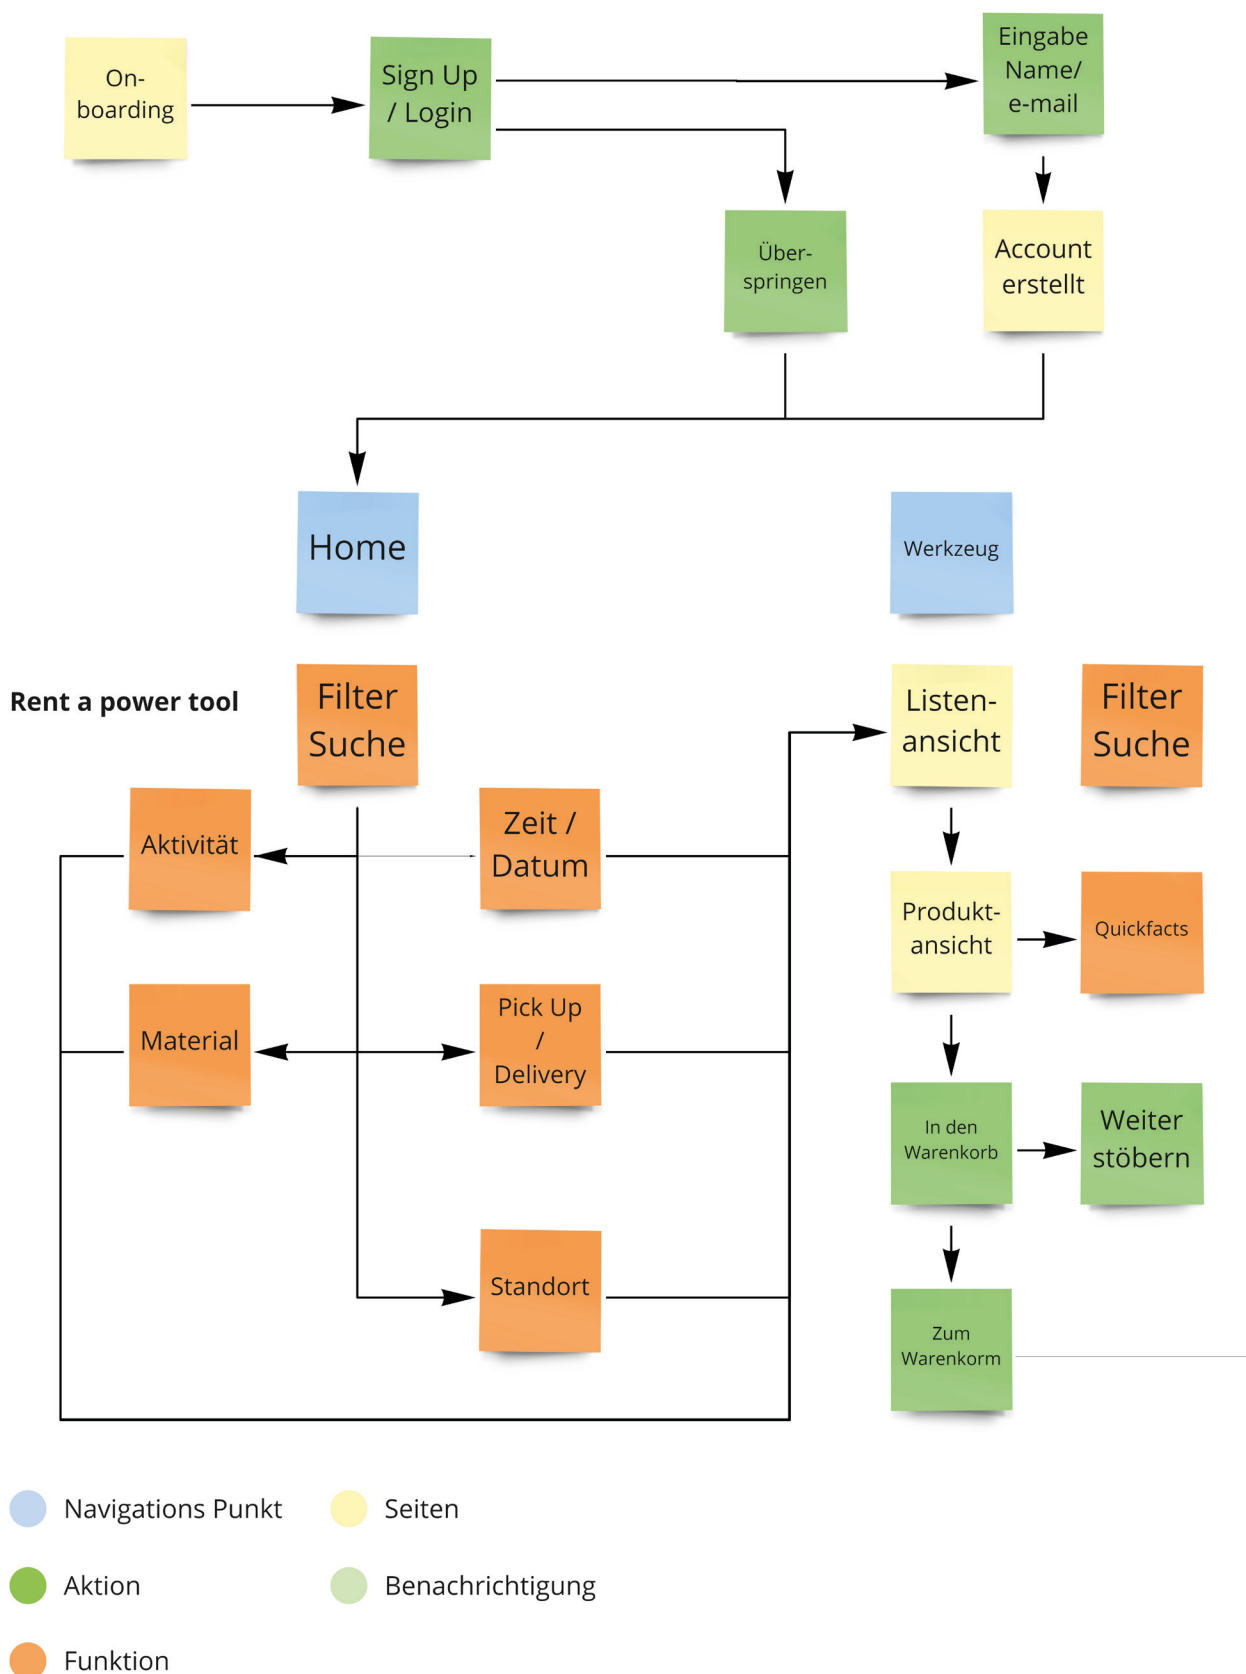 On-
boarding
Sign Up
/ Login
Eingabe
Name/
e-mail
Über-
springen
Account
erstellt
Home
Werkzeug
Rent a power tool
Filter
Suche
Listen-
ansicht
Filter
Suche
Aktivität
Zeit /
Datum
Produkt-
ansicht
Quickfacts
Material
Pick Up
/
Delivery
In den
Warenkorb
Weiter
stöbern
Standort
Zum
Warenkorm
Navigations Punkt
Seiten
Aktion
Benachrichtigung
Funktion